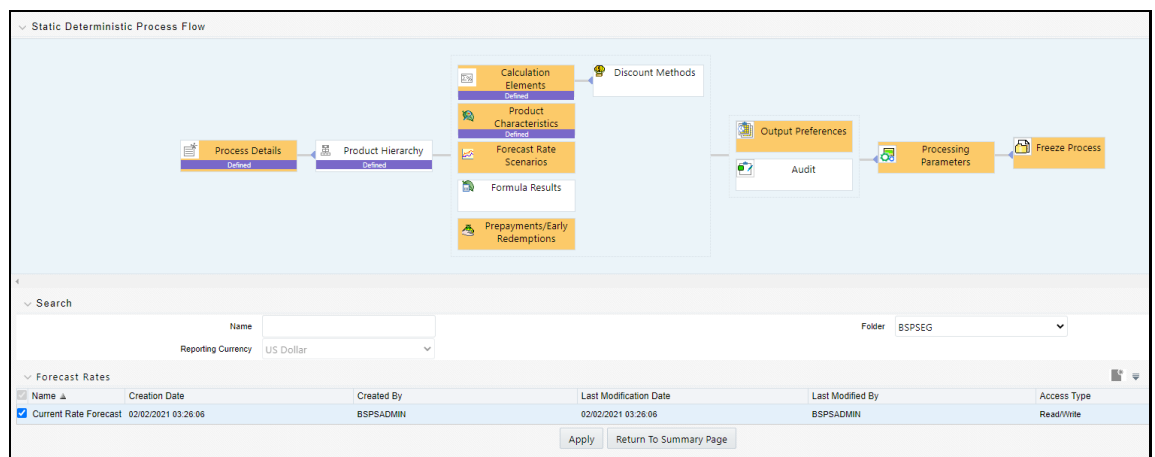 Static Deterministic Process Flow
Calculation
Elements
Defined
Discount Methods
Product
Characteristics
Defined
Process Details
Defined
Product Hierarchy
Defined
Forecast Rate
Scenarios
Formula Results
Prepayments/Early
Redemptions
Output Preferences
Audit
Processing
Parameters
Freeze Process
Search
Name
Folder BSPSEG
Reporting Currency US Dollar
Forecast Rates
Name Creation Date Created By Last Modification Date Last Modified By Access Type
Current Rate Forecast 02/02/2021 03:26:06 BSPSADMIN 02/02/2021 03:26:06 BSPSADMIN Read/Write
Apply Return To Summary Page